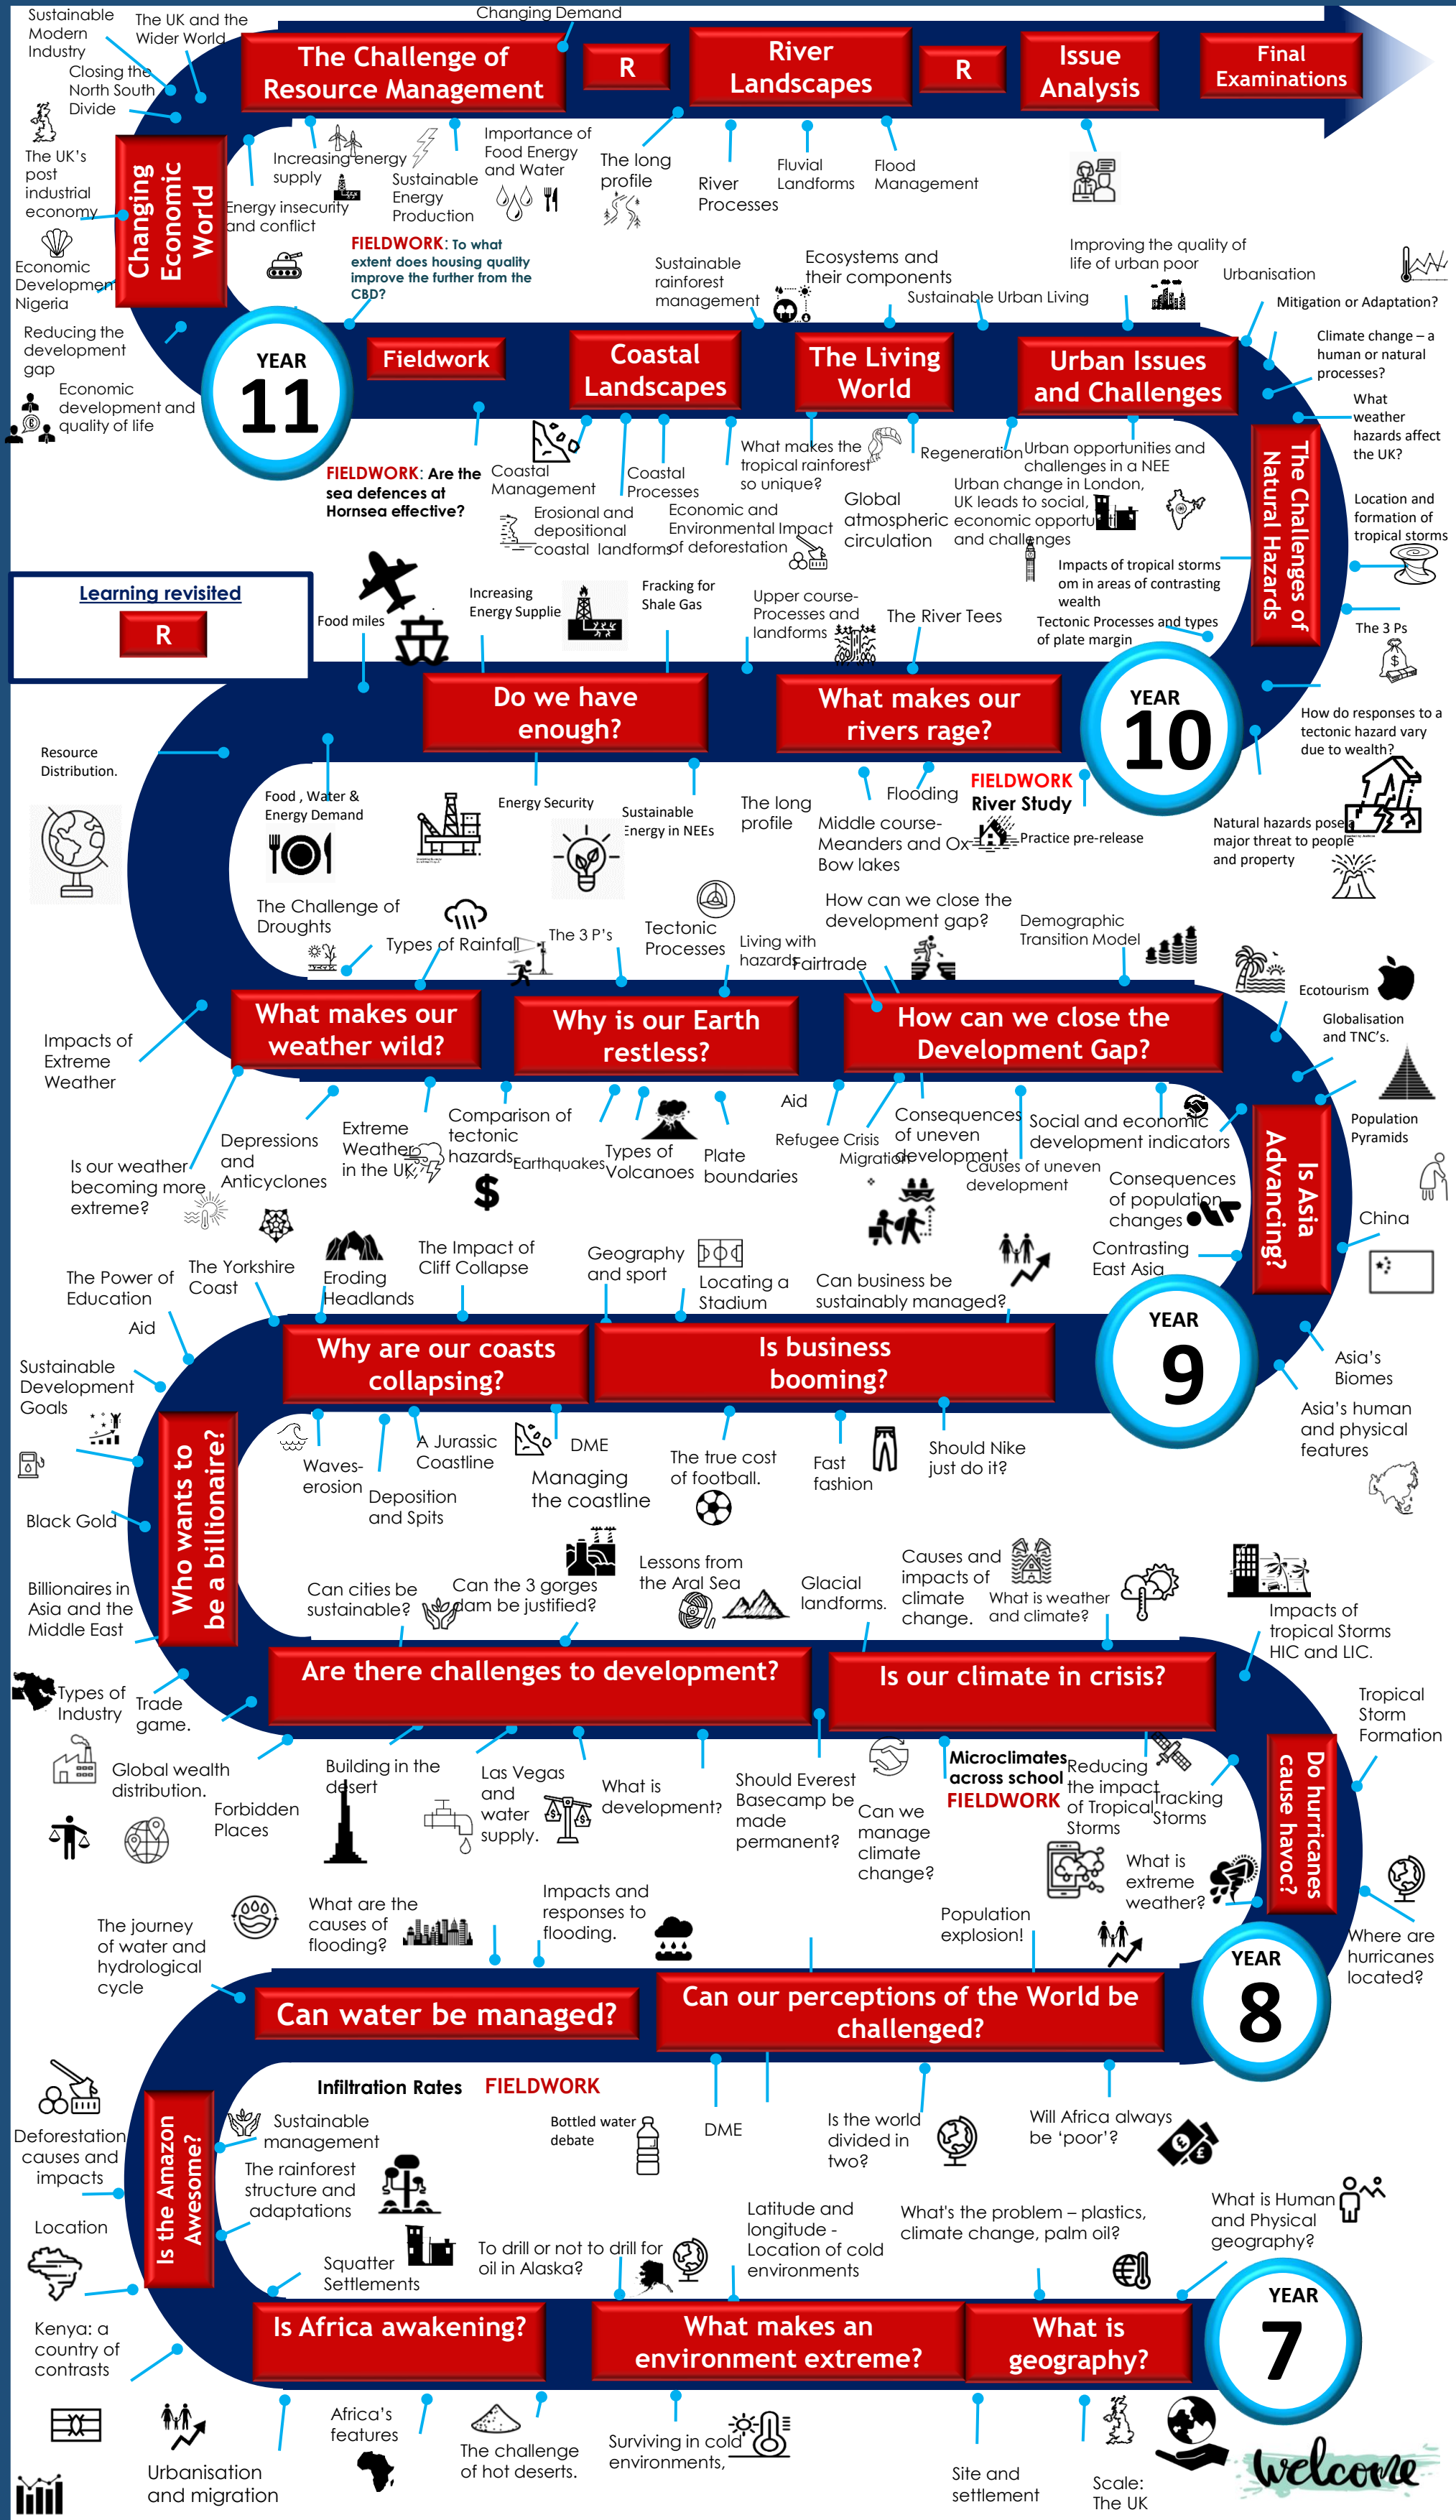 Sustainable
Modern
Industry
The UK and the
Wider World
Changing Demand
Closing the
North South
Divide
The Challenge of
Resource Management
R
River
Landscapes
R
Issue
Analysis
Final
Examinations
The UK's
post
industrial
economy
Changing
Economic
World
Increasing energy
supply
Sustainable
Energy
Production
Importance of
Food Energy
and Water
The long
profile
River
Processes
Fluvial
Landforms
Flood
Management
Energy insecurity
and conflict
Economic
Developmen
Nigeria
Reducing the
development
gap
Economic
development and
quality of life
FIELDWORK: To what
extent does housing quality
improve the further from the
CBD?
Sustainable
rainforest
management
Ecosystems and
their components
Sustainable Urban Living
Improving the quality of
life of urban poor
Urbanisation
Mitigation or Adaptation?
Climate change – a
human or natural
processes?
What
weather
hazards affect
the UK?
YEAR
11
Fieldwork
Coastal
Landscapes
The Living
World
Urban Issues
and Challenges
FIELDWORK: Are the
sea defences at
Hornsea effective?
Coastal
Management
Erosional and
depositional
coastal landforms
Coastal
Processes
Economic and
Environmental Impact
of deforestation
What makes the
tropical rainforest
so unique?
Global
atmospheric
circulation
Regeneration
Urban opportunities and
challenges in a NEE
Urban change in London,
UK leads to social,
economic opportu
and challenges
The Challenges of
Natural Hazards
Location and
formation of
tropical storms
Impacts of tropical storms
om in areas of contrasting
wealth
Tectonic Processes and types
of plate margin
The 3 Ps
How do responses to a
tectonic hazard vary
due to wealth?
Natural hazards pose a
major threat to people
and property
Learning revisited
R
Food miles
Increasing
Energy Supplie
Fracking for
Shale Gas
Upper course-
Processes and
landforms
The River Tees
YEAR
10
Do we have
enough?
What makes our
rivers rage?
Resource
Distribution.
Food , Water &
Energy Demand
Energy Security
Sustainable
Energy in NEEs
The long
profile
Middle course-
Meanders and Ox
Bow lakes
Flooding
FIELDWORK
River Study
Practice pre-release
The Challenge of
Droughts
Types of Rainfall
The 3 P's
Tectonic
Processes
Living with
hazards
Fairtrade
How can we close the
development gap?
Demographic
Transition Model
Ecotourism
Globalisation
and TNC's.
Population
Pyramids
What makes our
weather wild?
Why is our Earth
restless?
How can we close the
Development Gap?
Impacts of
Extreme
Weather
Is our weather
becoming more
extreme?
Depressions
and
Anticyclones
Extreme
Weather
in the UK
Comparison of
tectonic
hazards
Earthquakes
Types of
Volcanoes
Plate
boundaries
Aid
Refugee Crisis
Migration
Consequences
of uneven
development
Causes of uneven
development
Social and economic
development indicators
Consequences
of population
changes
Contrasting
East Asia
Is Asia
Advancing?
China
Asia's
Biomes
Asia's human
and physical
features
YEAR
9
The Power of
Education
Aid
The Yorkshire
Coast
Eroding
Headlands
The Impact of
Cliff Collapse
Geography
and sport
Locating a
Stadium
Can business be
sustainably managed?
Why are our coasts
collapsing?
Is business
booming?
Sustainable
Development
Goals
Black Gold
Billionaires in
Asia and the
Middle East
Who wants to
be a billionaire?
Waves-
erosion
Deposition
and Spits
A Jurassic
Coastline
DME
Managing
the coastline
The true cost
of football.
Fast
fashion
Should Nike
just do it?
Can cities be
sustainable?
Can the 3 gorges
dam be justified?
Lessons from
the Aral Sea
Glacial
landforms.
Causes and
impacts of
climate
change.
What is weather
and climate?
Impacts of
tropical Storms
HIC and LIC.
Tropical
Storm
Formation
Are there challenges to development?
Is our climate in crisis?
Types of
Industry
Trade
game.
Global wealth
distribution.
Forbidden
Places
Building in the
desert
Las Vegas
and
water
supply.
What is
development?
Should Everest
Basecamp be
made
permanent?
Can we
manage
climate
change?
Microclimates
across school
FIELDWORK
Reducing
the impact
of Tropical
Storms
Tracking
Storms
What is
extreme
weather?
Do hurricanes
cause havoc?
Where are
hurricanes
located?
YEAR
8
The journey
of water and
hydrological
cycle
What are the
causes of
flooding?
Impacts and
responses to
flooding.
Population
explosion!
Can water be managed?
Can our perceptions of the World be
challenged?
Infiltration Rates FIELDWORK
Bottled water
debate
DME
Is the world
divided in
two?
Will Africa always
be 'poor'?
Deforestation
causes and
impacts
Location
Kenya: a
country of
contrasts
Is the Amazon
Awesome?
Sustainable
management
The rainforest
structure and
adaptations
Squatter
Settlements
To drill or not to drill for
oil in Alaska?
Latitude and
longitude -
Location of cold
environments
What's the problem – plastics,
climate change, palm oil?
What is Human
and Physical
geography?
YEAR
7
Is Africa awakening?
What makes an
environment extreme?
What is
geography?
Urbanisation
and migration
Africa's
features
The challenge
of hot deserts.
Surviving in cold
environments,
Site and
settlement
Scale:
The UK
welcome